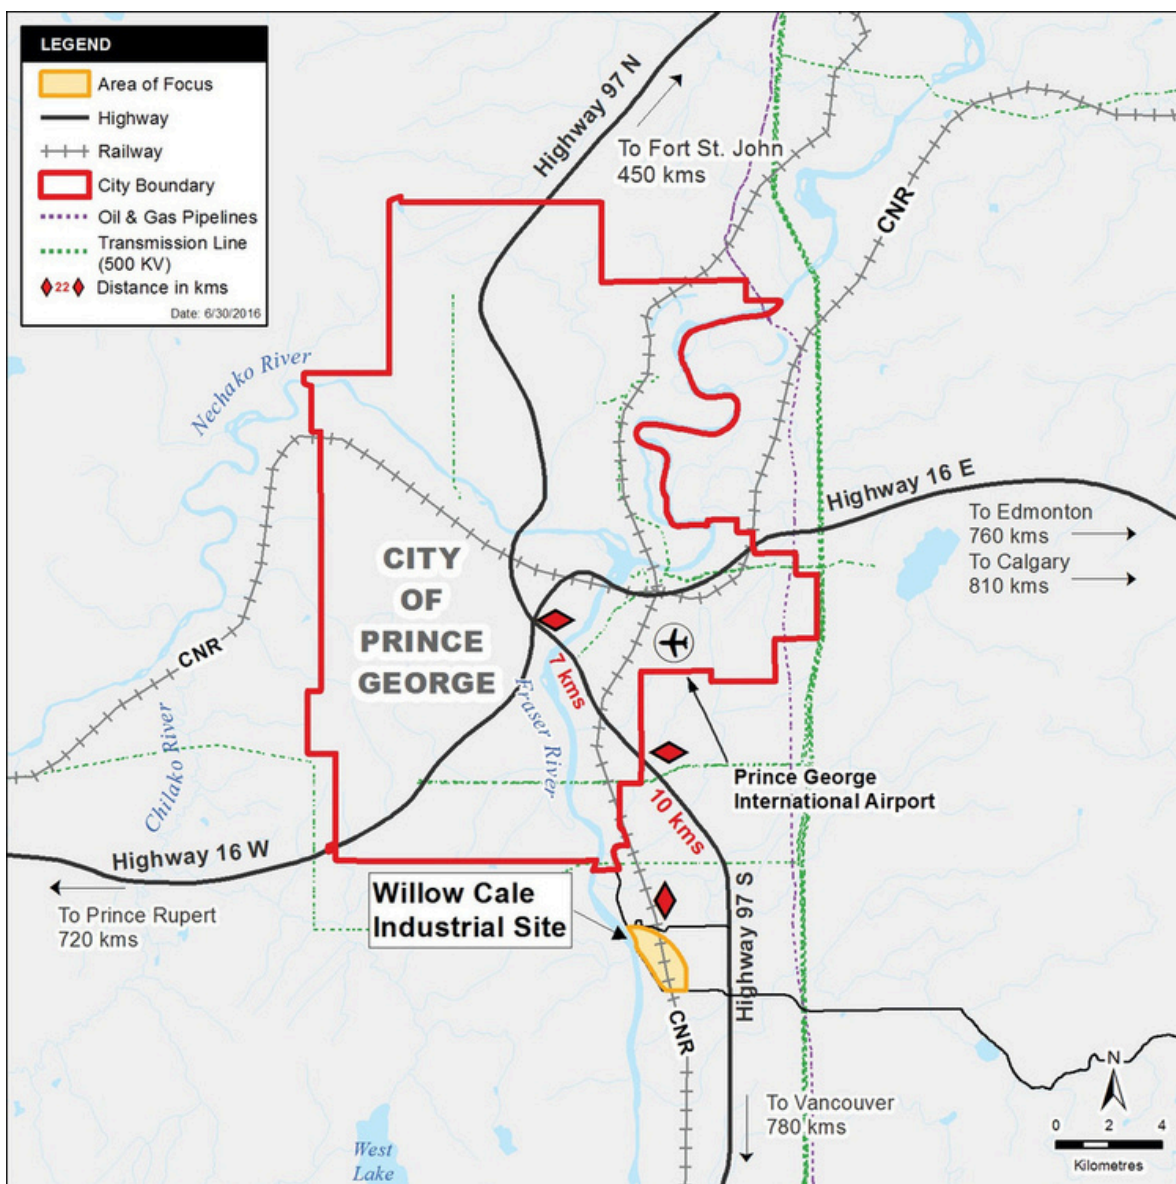 LEGEND
Area of Focus
Highway
Railway
City Boundary
Oil & Gas Pipelines
Transmission Line
(500 KV)
22 Distance in kms
Date: 6/30/2016
Highway 97 N
To Fort St. John
450 kms
CNR
Nechako River
Highway 16 E
To Edmonton
760 kms
To Calgary
810 kms
CITY
OF
PRINCE
GEORGE
CNR
7 kms
Fraser River
Chilako River
Prince George
International Airport
10 kms
Highway 16 W
To Prince Rupert
720 kms
Willow Cale
Industrial Site
Highway 97 S
CNR
To Vancouver
780 kms
West
Lake
N
0 2 4
Kilometres